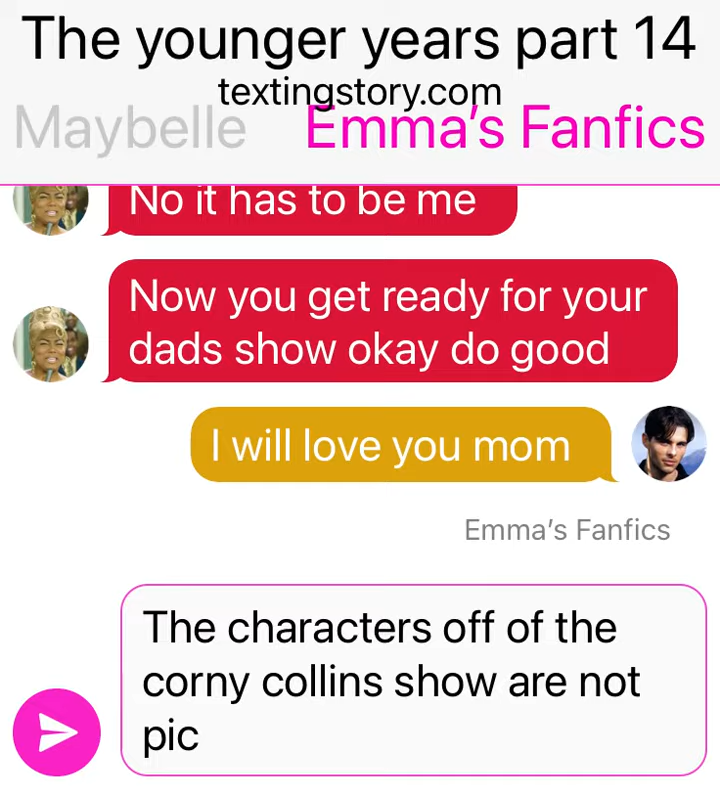 The younger years part 14
textingstory.com
Maybelle Emma's Fanfics
No it has to be me
Now you get ready for your
dads show okay do good
I will love you mom
Emma's Fanfics
The characters off of the
corny collins show are not
pic